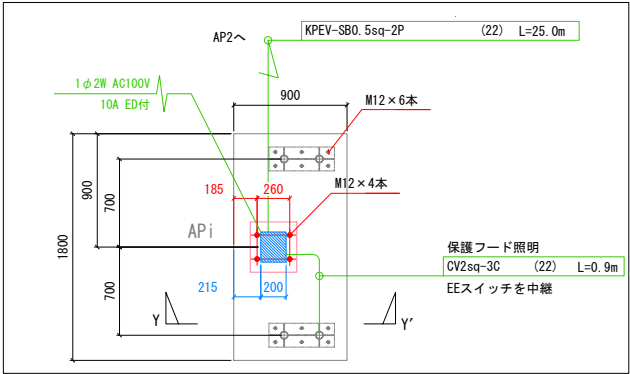 AP2へ
KPEV-SB0.5sq-2P (22) L=25.0m
1φ2W AC100V
10A ED付
900
M12×6本
1800
900
700
185 260
M12×4本
APi
215 200
700
保護フード照明
CV2sq-3C (22) L=0.9m
EEスイッチを中継
Y Y′